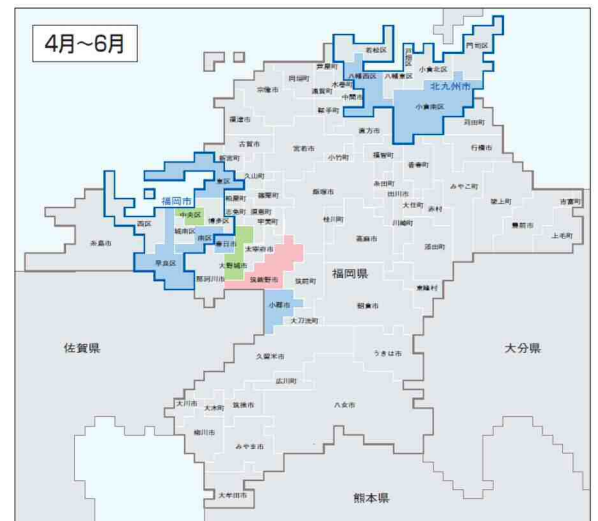 4月～6月
門司区
若松区
戸畑区
小倉北区
芦屋町
水巻町
八幡西区
八幡東区
北九州市
岡垣町
遠賀町
宗像市
中間市
小倉南区
鞍手町
苅田町
福津市
直方市
行橋市
古賀市
宮若市
福智町
香春町
新宮町
小竹町
みやこ町
東区
久山町
糸田町
福岡市
粕屋町
篠栗町
飯塚市
田川市
大任町
赤村
築上町
吉富町
中央区
志免町
須恵町
豊前市
西区
博多区
宇美町
桂川町
川崎町
城南区
南区
上毛町
糸島市
春日市
太宰府市
嘉麻市
添田町
早良区
大野城市
福岡県
那珂川市
筑紫野市
筑前町
東峰村
小郡市
朝倉市
大刀洗町
佐賀県
大分県
久留米市
うきは市
広川町
大川市
大木町
筑後市
八女市
柳川市
みやま市
大牟田市
熊本県